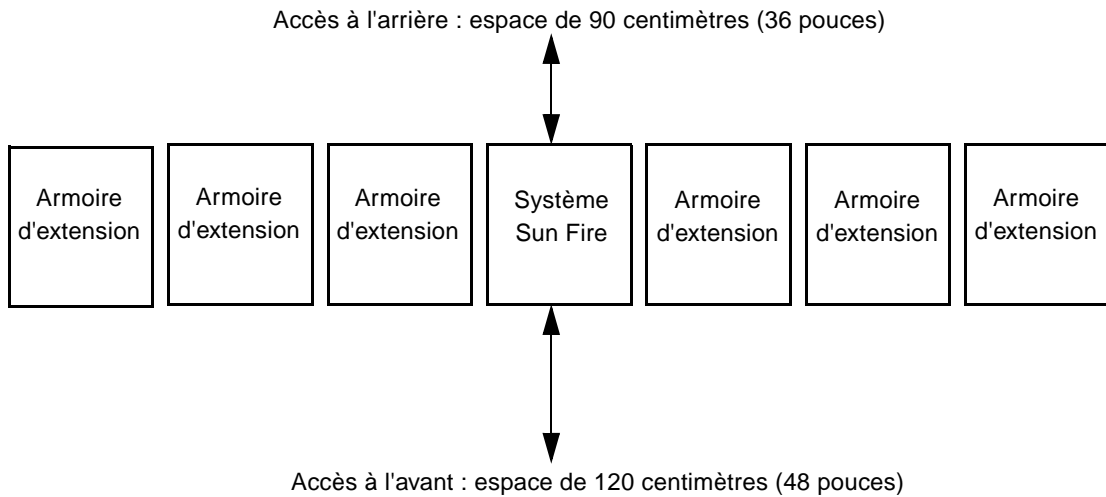 Accès à l'arrière : espace de 90 centimètres (36 pouces)
Armoire
d'extension
Armoire
d'extension
Armoire
d'extension
Système
Sun Fire
Armoire
d'extension
Armoire
d'extension
Armoire
d'extension
Accès à l'avant : espace de 120 centimètres (48 pouces)